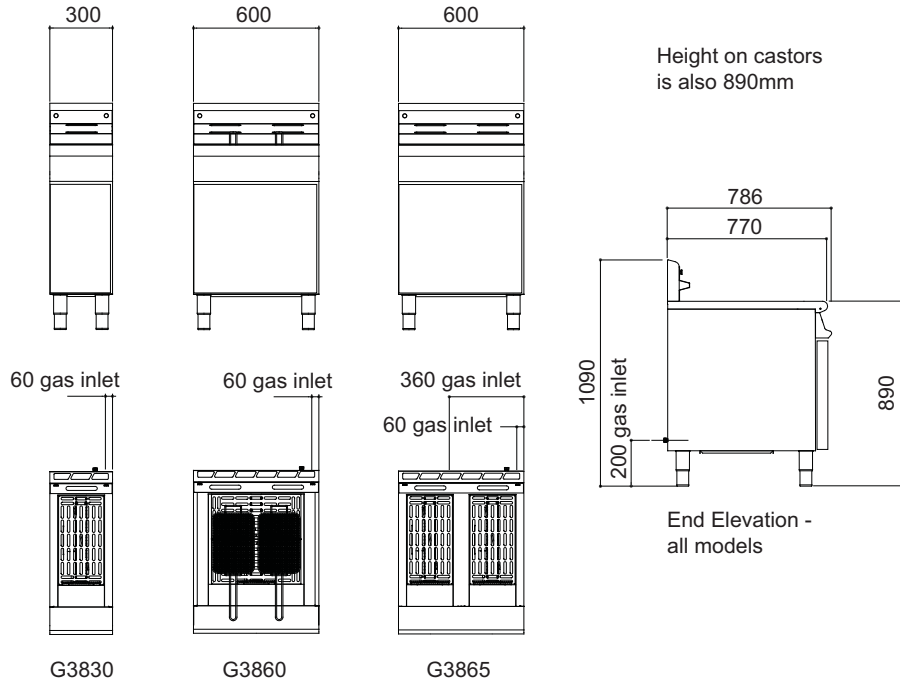 300
600
600
Height on castors
is also 890mm
786
770
1090
200 gas inlet
890
60 gas inlet
60 gas inlet
360 gas inlet
60 gas inlet
End Elevation -
all models
G3830
G3860
G3865